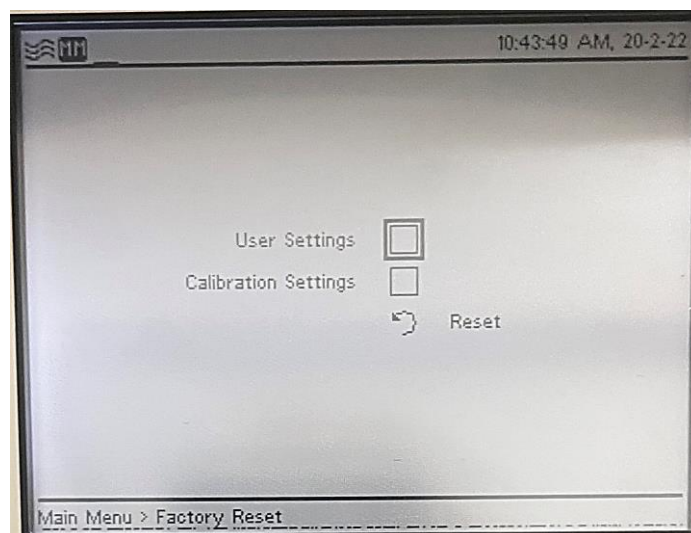 MM 10:43:49 AM, 20-2-22
User Settings
Calibration Settings
Reset
Main Menu > Factory Reset